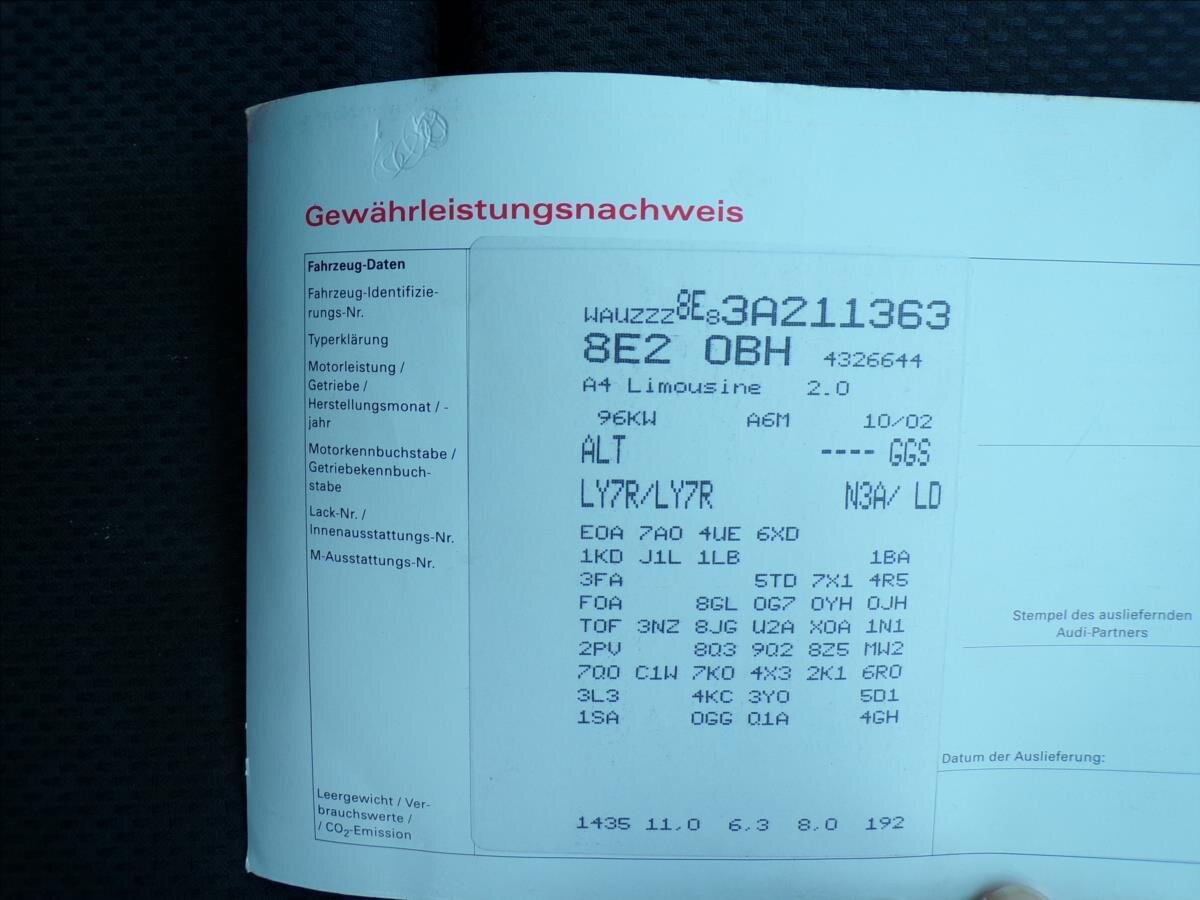 Gewährleistungsnachweis
Fahrzeug-Daten
Fahrzeug-Identifizie-
rungs-Nr.
WAUZZZ8E83A211363
Typerklärung
8E2 0BH 4326644
A4 Limousine 2.0
Motorleistung /
Getriebe /
Herstellungsmonat / -
jahr
96KW A6M 10/02
Motorkennbuchstabe /
Getriebekennbuch-
stabe
ALT ---- GGS
Lack-Nr. /
Innenausstattungs-Nr.
LY7R/LY7R N3A/ LD
M-Ausstattungs-Nr.
E0A 7A0 4UE 6XD
1KD J1L 1LB 1BA
3FA 5TD 7X1 4R5
F0A 8GL 0G7 0YH 0JH
T0F 3NZ 8JG U2A X0A 1N1
2PV 8Q3 9Q2 8Z5 MW2
7Q0 C1W 7K0 4X3 2K1 6R0
3L3 4KC 3Y0 5D1
1SA 0GG Q1A 4GH
Leergewicht / Ver-
brauchswerte /
/ CO2-Emission
1435 11,0 6,3 8,0 192
Stempel des ausliefernden
Audi-Partners
Datum der Auslieferung: